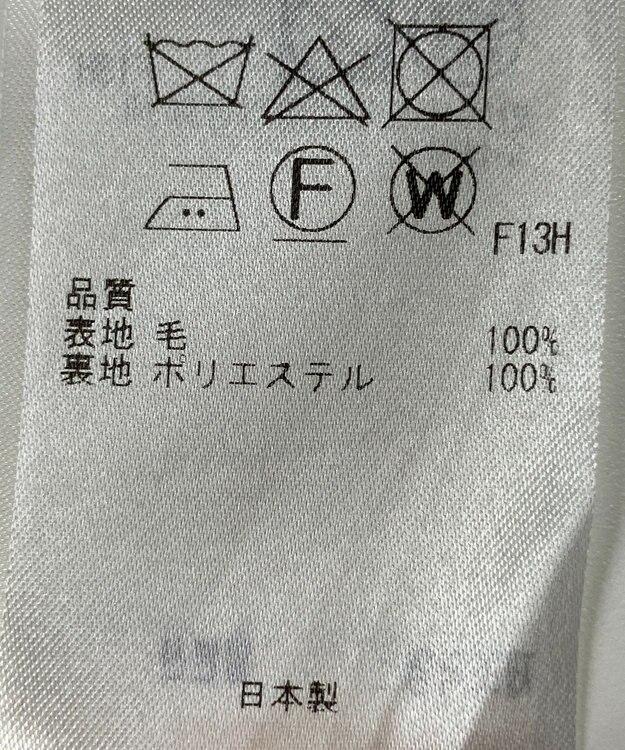 F W
F13H
品質
表地 毛 100%
裏地 ポリエステル 100%
日本製